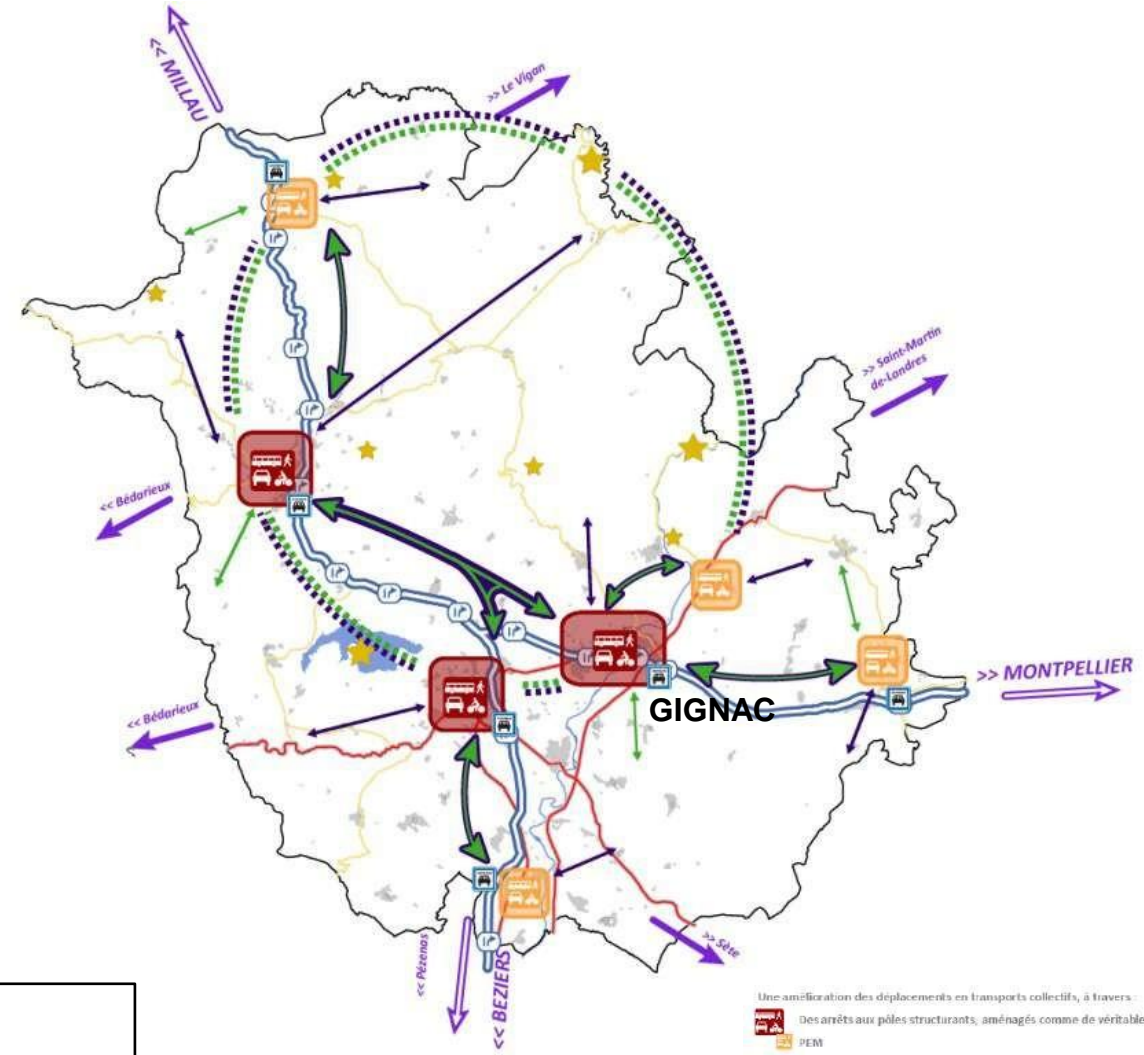 << MILLAU
>> Le Vigan
>> Saint-Martin
de-Londres
<< Bédarieux
>> MONTPELLIER
GIGNAC
<< Bédarieux
>> Sète
<< Pézenas
<< BEZIERS
Une amélioration des déplacements en transports collectifs, à travers
Des arrêts aux pôles structurants, aménagés comme de véritable
PEM